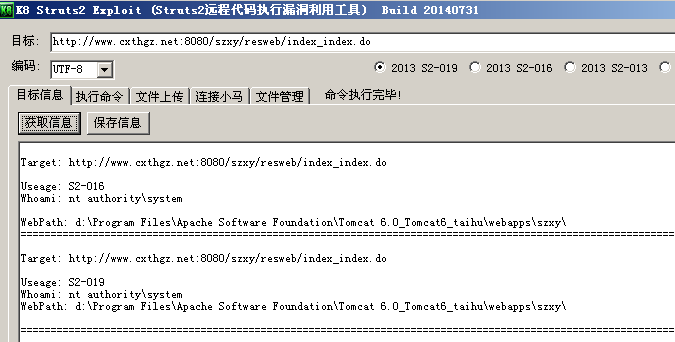 K8 K8 Struts2 Exploit (Struts2远程代码执行漏洞利用工具) Build 20140731
目标: http://www.cxthgz.net:8080/szxy/resweb/index_index.do
编码: UTF-8 2013 S2-019 2013 S2-016 2013 S2-013
目标信息 执行命令 文件上传 连接小马 文件管理 命令执行完毕!
获取信息 保存信息
Target: http://www.cxthgz.net:8080/szxy/resweb/index_index.do
Useage: S2-016
Whoami: nt authority\system
WebPath: d:\Program Files\Apache Software Foundation\Tomcat 6.0_Tomcat6_taihu\webapps\szxy\
================================================================================
Target: http://www.cxthgz.net:8080/szxy/resweb/index_index.do
Useage: S2-019
Whoami: nt authority\system
WebPath: d:\Program Files\Apache Software Foundation\Tomcat 6.0_Tomcat6_taihu\webapps\szxy\
================================================================================